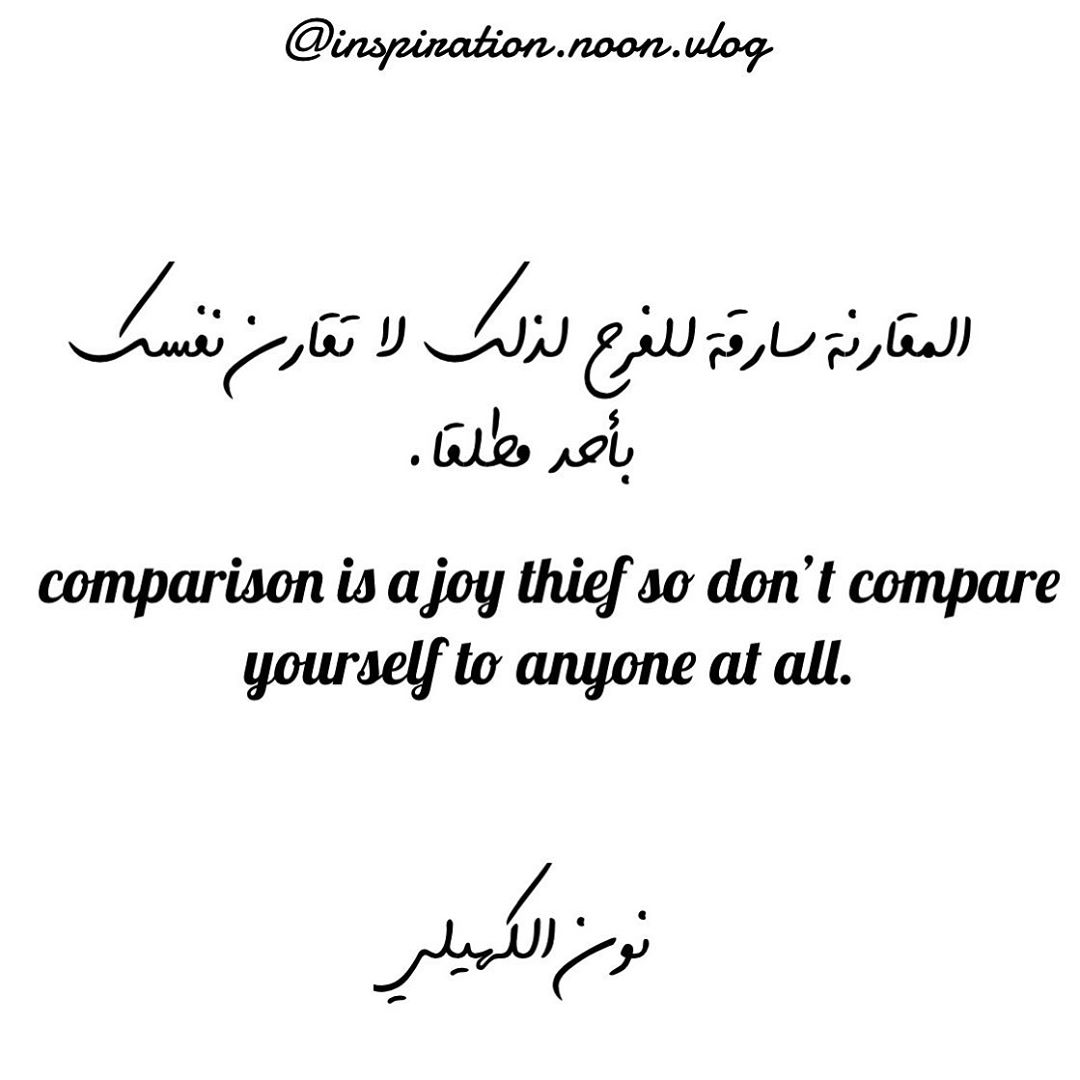 @inspiration.noon.vlog
المقارنة سارقة للفرح لذلك لا تقارن نفسك
بأحد مطلقا.
comparison is a joy thief so don't compare
yourself to anyone at all.
نون الكهيلي